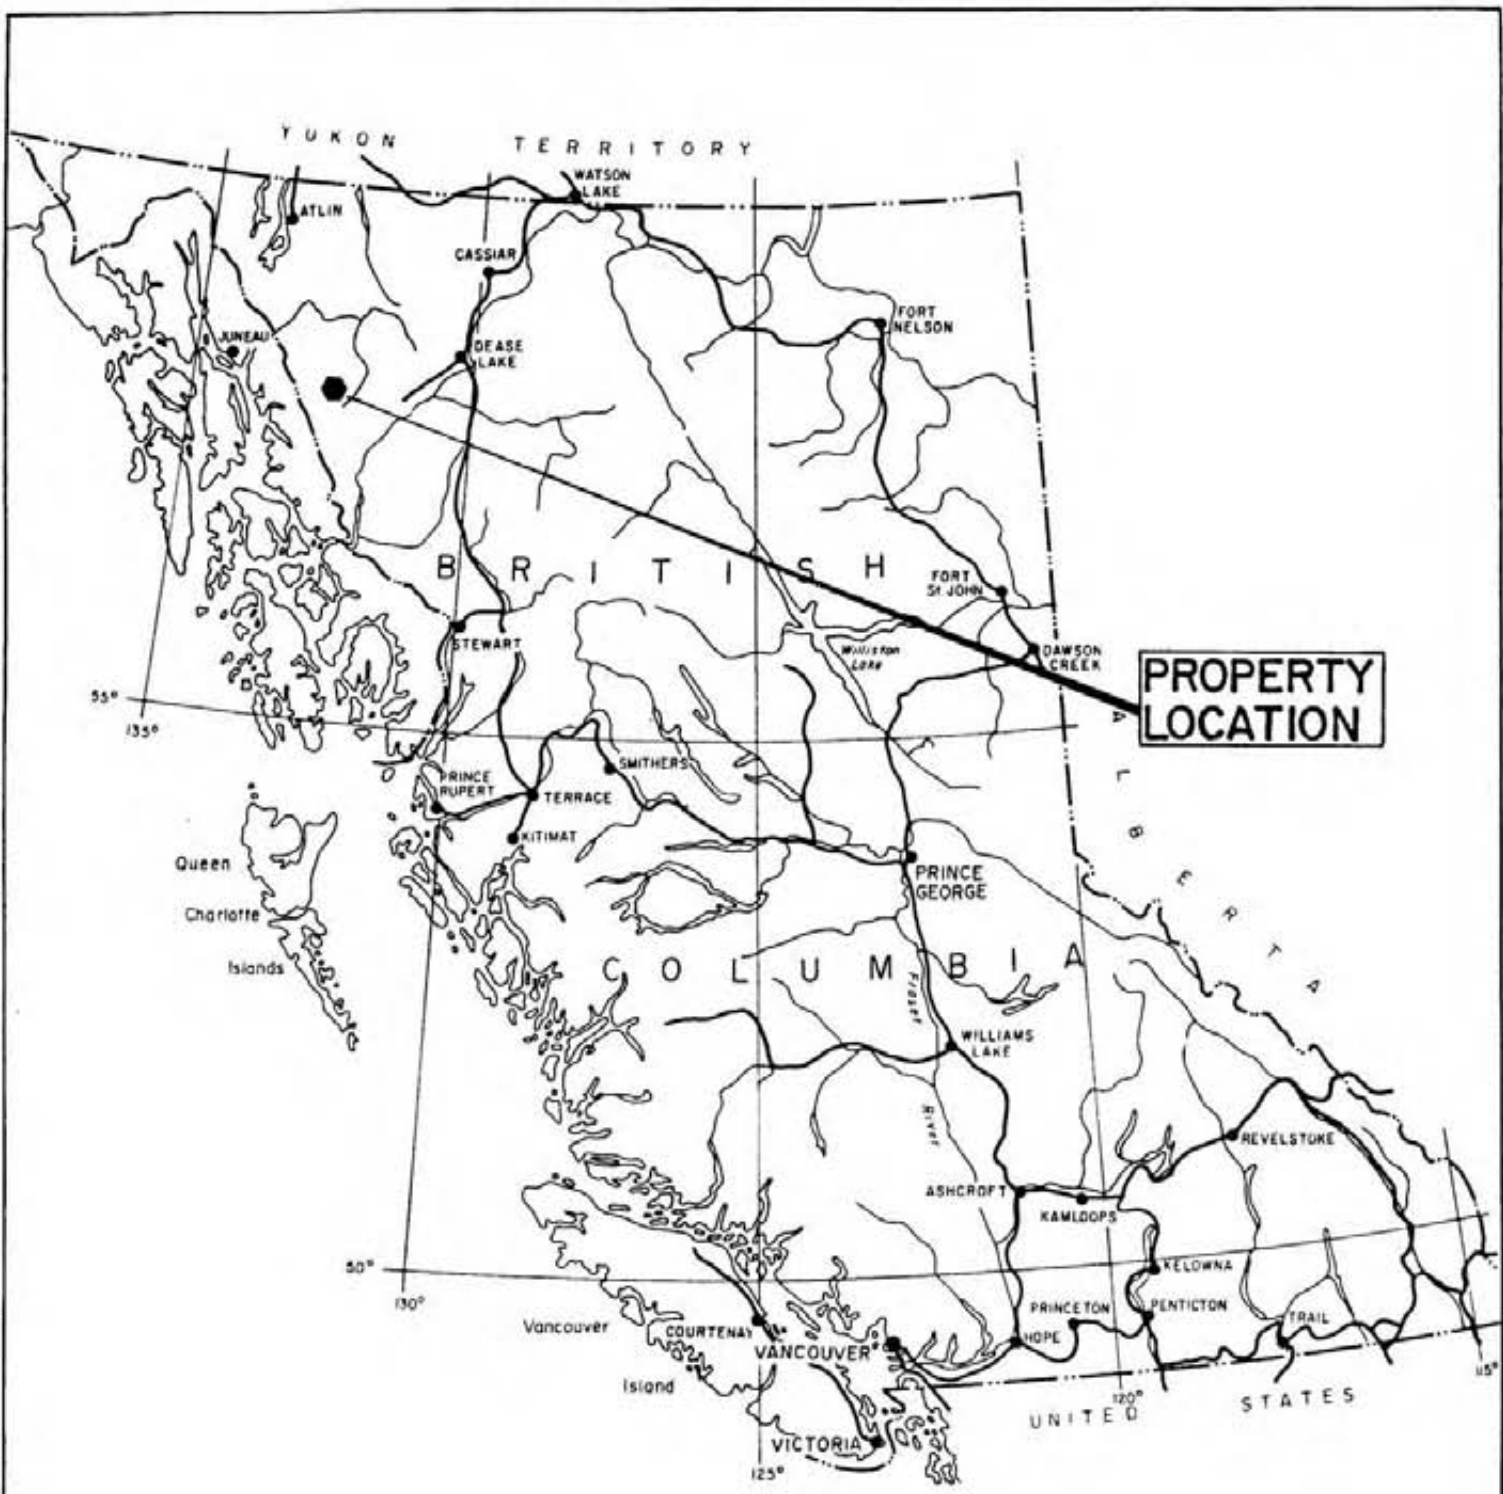 YUKON TERRITORY
WATSON
LAKE
ATLIN
CASSIAR
FORT
NELSON
JUNEAU
DEASE
LAKE
BRITISH
FORT
St JOHN
STEWART
Williston
Lake
DAWSON
CREEK
PROPERTY
LOCATION
55°
135°
ALBERTA
PRINCE
RUPERT
SMITHERS
TERRACE
KITIMAT
Queen
Charlotte
Islands
PRINCE
GEORGE
COLUMBIA
Fraser
River
WILLIAMS
LAKE
REVELSTOKE
ASHCROFT
KAMLOOPS
50°
130°
KELOWNA
PRINCETON
PENTICTON
TRAIL
HOPE
Vancouver
Island
COURTENAY
VANCOUVER
VICTORIA
125°
120°
115°
UNITED STATES